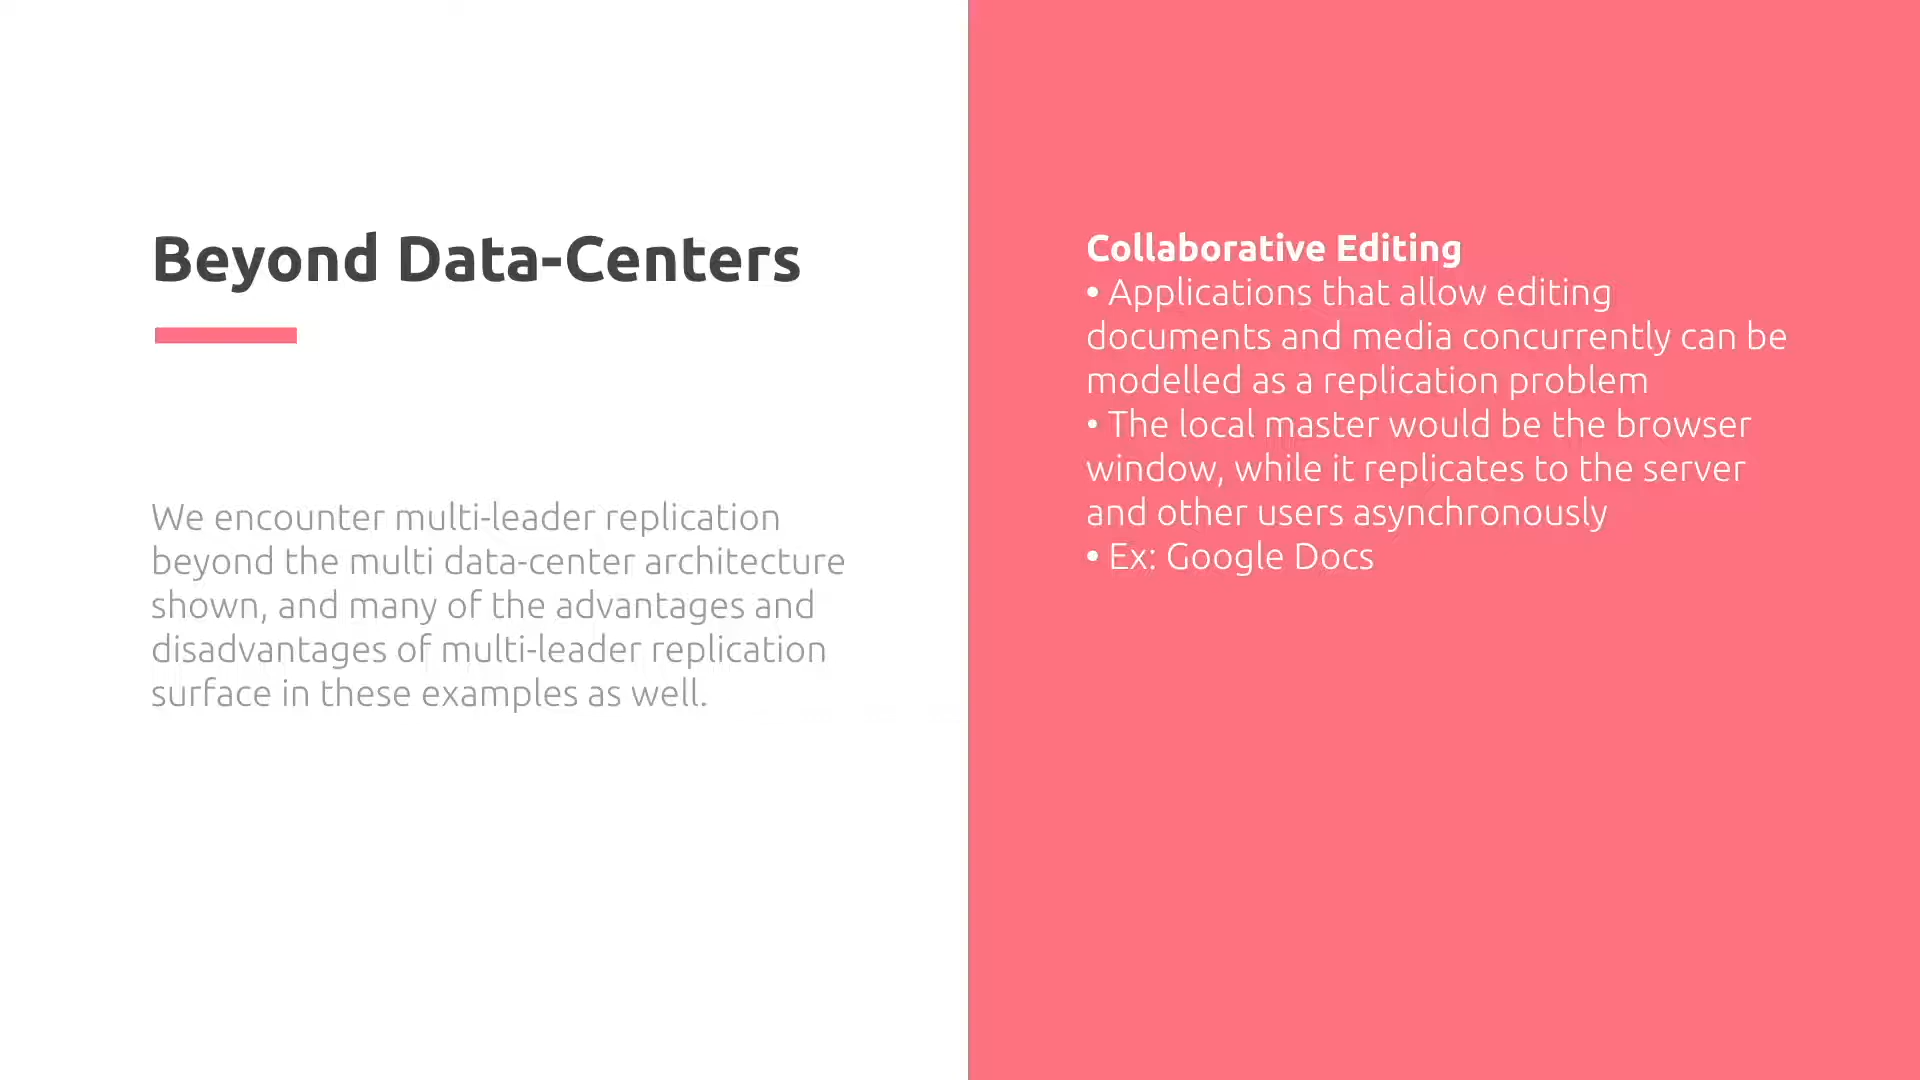 Beyond Data-Centers
We encounter multi-leader replication
beyond the multi data-center architecture
shown, and many of the advantages and
disadvantages of multi-leader replication
surface in these examples as well.
Collaborative Editing
• Applications that allow editing
documents and media concurrently can be
modelled as a replication problem
• The local master would be the browser
window, while it replicates to the server
and other users asynchronously
• Ex: Google Docs